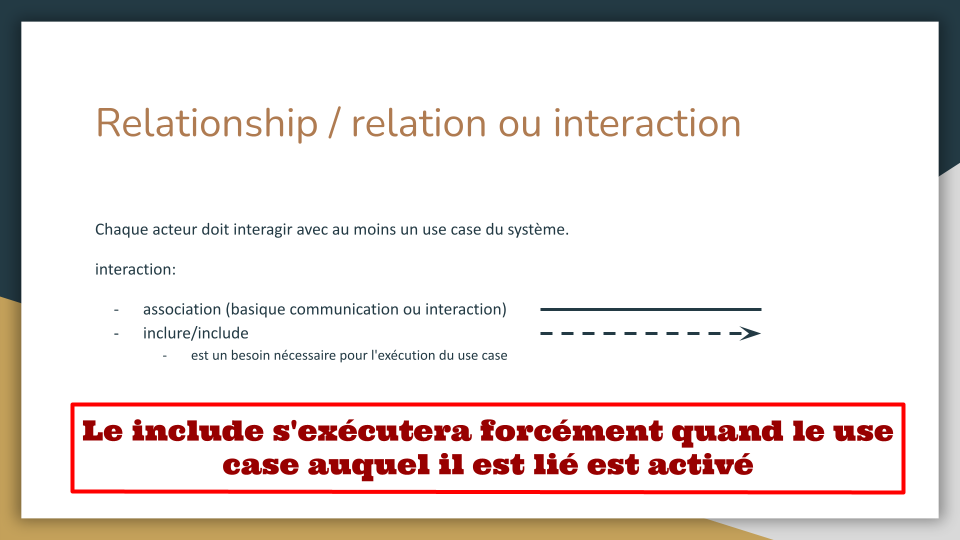 Relationship / relation ou interaction
Chaque acteur doit interagir avec au moins un use case du système.
interaction:
- association (basique communication ou interaction)
- inclure/include
- est un besoin nécessaire pour l'exécution du use case
Le include s'exécutera forcément quand le use
case auquel il est lié est activé